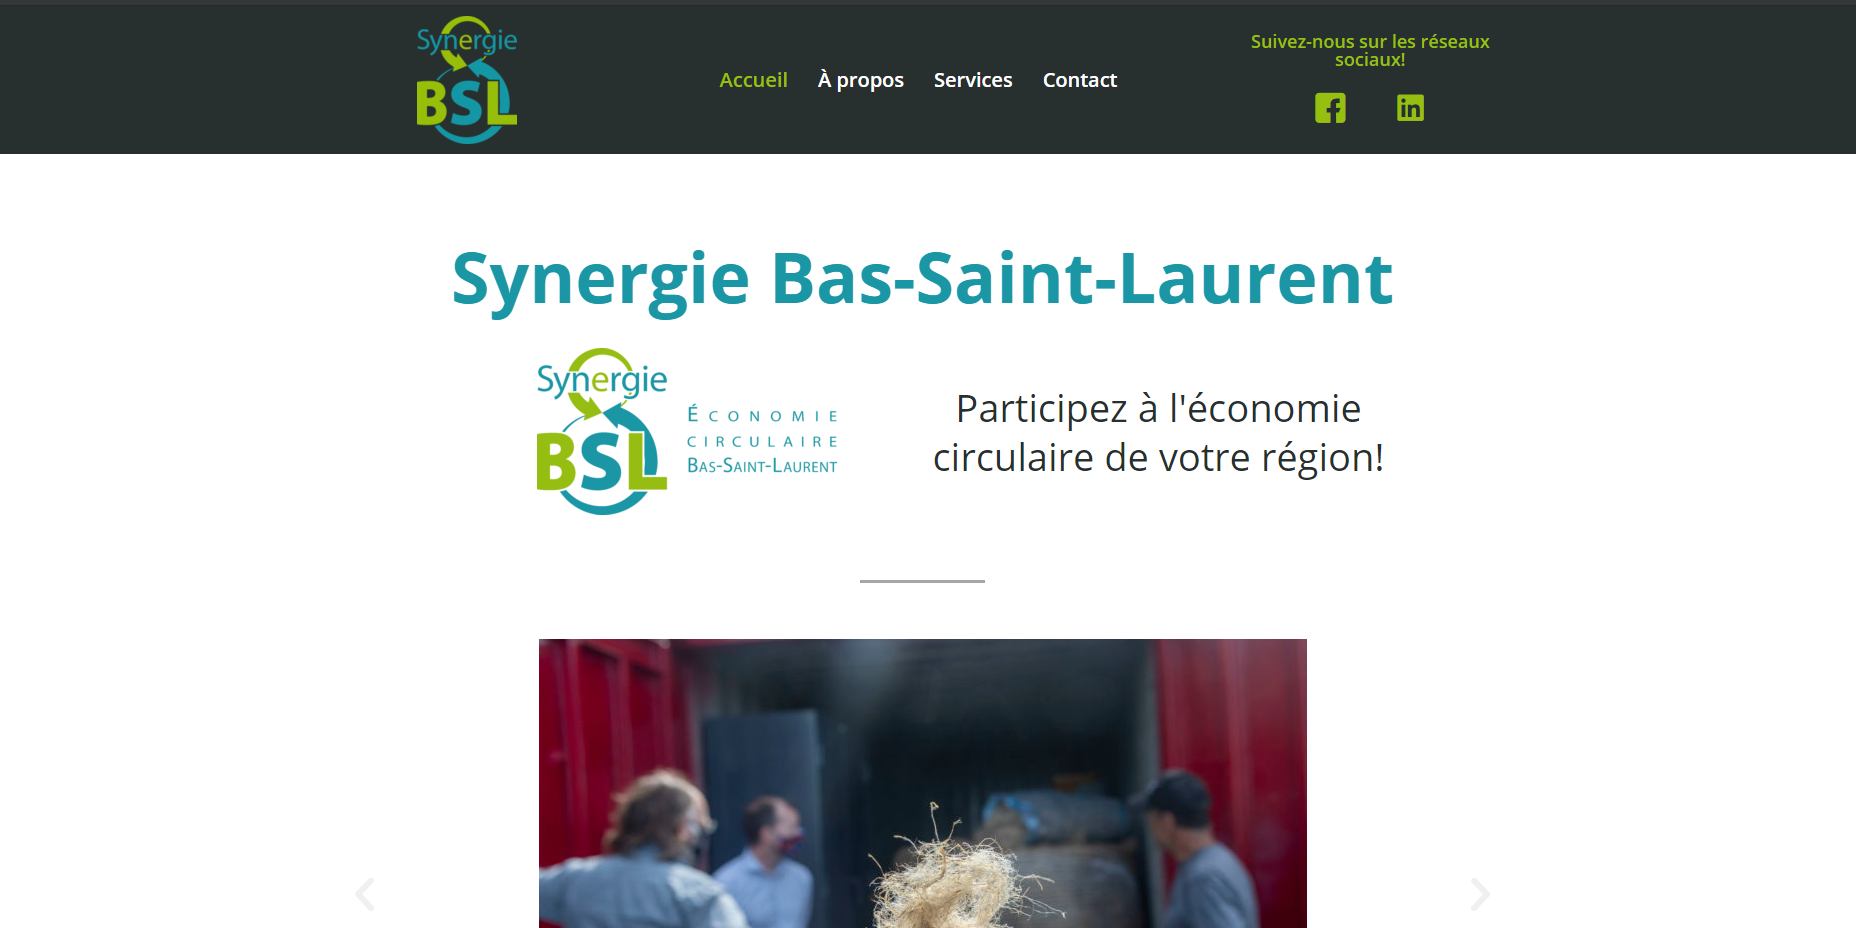 Synergie
BSL
Accueil
À propos
Services
Contact
Suivez-nous sur les réseaux
sociaux!
Synergie Bas-Saint-Laurent
Synergie
BSL
ÉCONOMIE
CIRCULAIRE
BAS-SAINT-LAURENT
Participez à l'économie
circulaire de votre région!